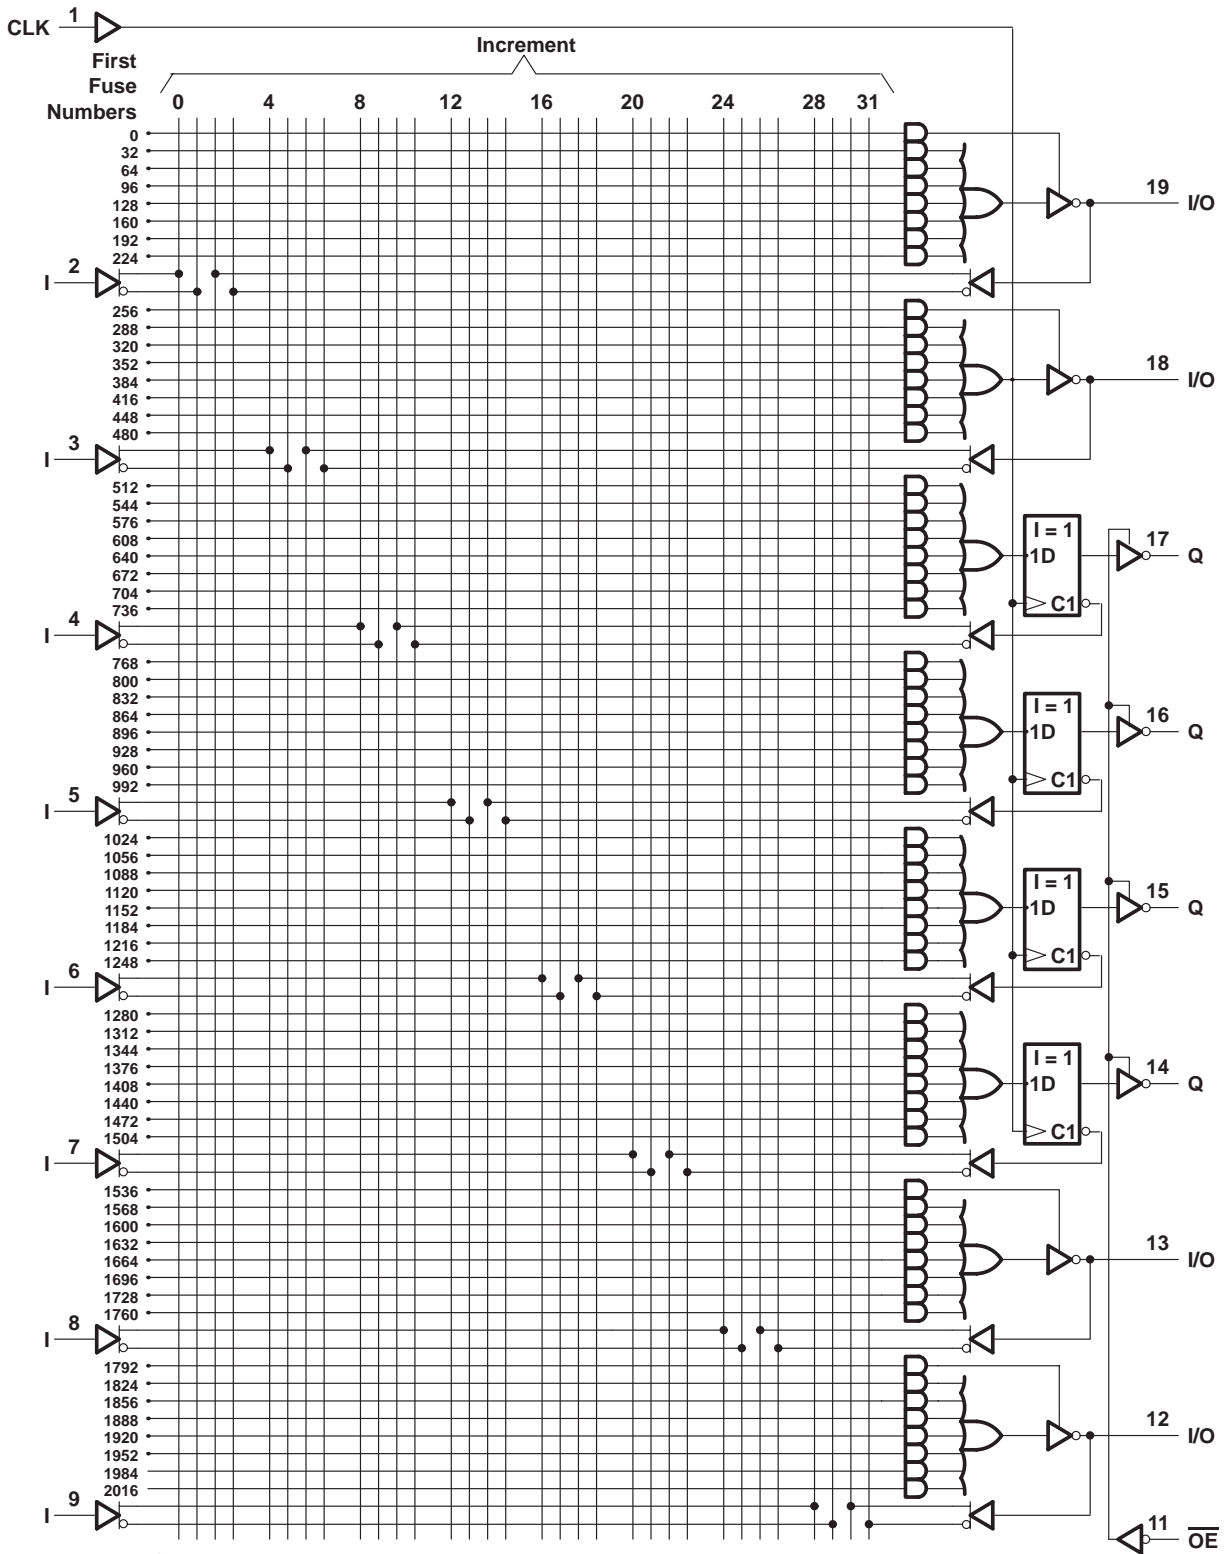 CLK 1
Increment
First
Fuse
Numbers
0 4 8 12 16 20 24 28 31
0
32
64
96
128
160
192
224
19 I/O
I 2
256
288
320
352
384
416
448
480
18 I/O
I 3
512
544
576
608
640
672
704
736
I = 1
1D
C1
17 Q
I 4
768
800
832
864
896
928
960
992
I = 1
1D
C1
16 Q
I 5
1024
1056
1088
1120
1152
1184
1216
1248
I = 1
1D
C1
15 Q
I 6
1280
1312
1344
1376
1408
1440
1472
1504
I = 1
1D
C1
14 Q
I 7
1536
1568
1600
1632
1664
1696
1728
1760
13 I/O
I 8
1792
1824
1856
1888
1920
1952
1984
2016
12 I/O
I 9
11 O̅E̅